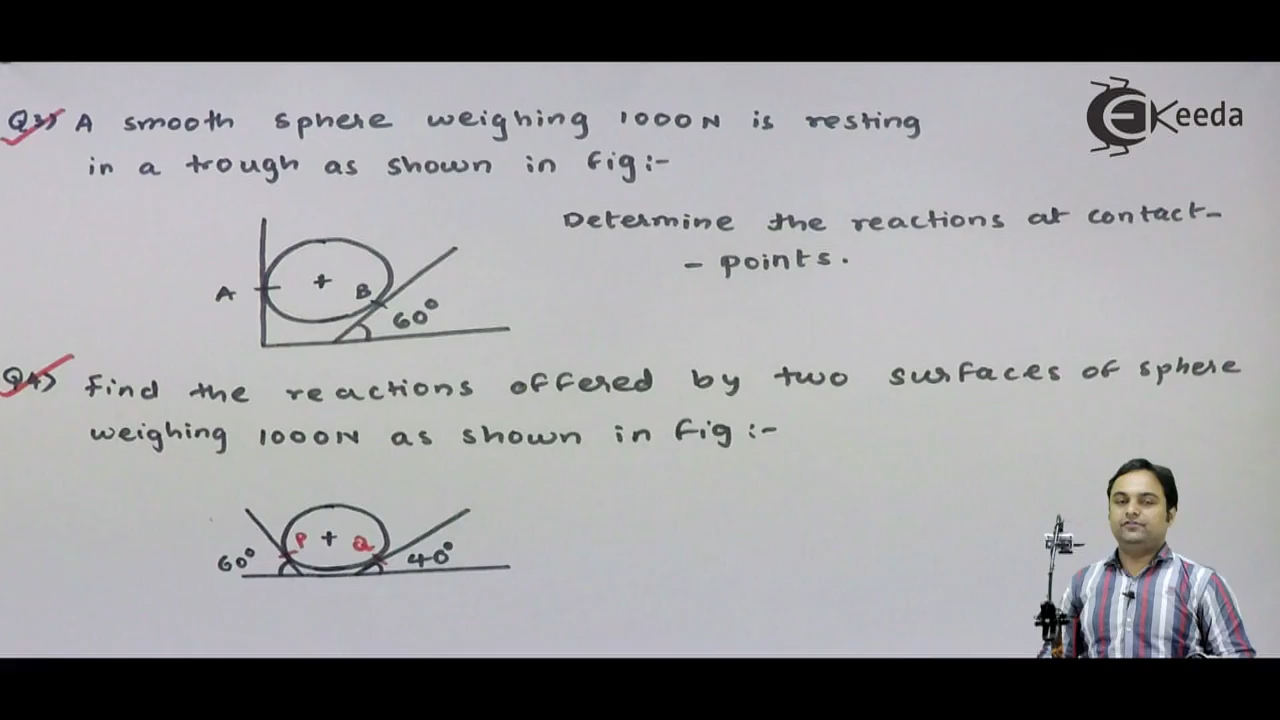 Q3) A smooth sphere weighing 1000N is resting
in a trough as shown in fig:-
Determine the reactions at contact-
- points.
A
B
60°
Q4) Find the reactions offered by two surfaces of sphere
weighing 1000N as shown in fig:-
60°
P
Q
40°
EKeeda